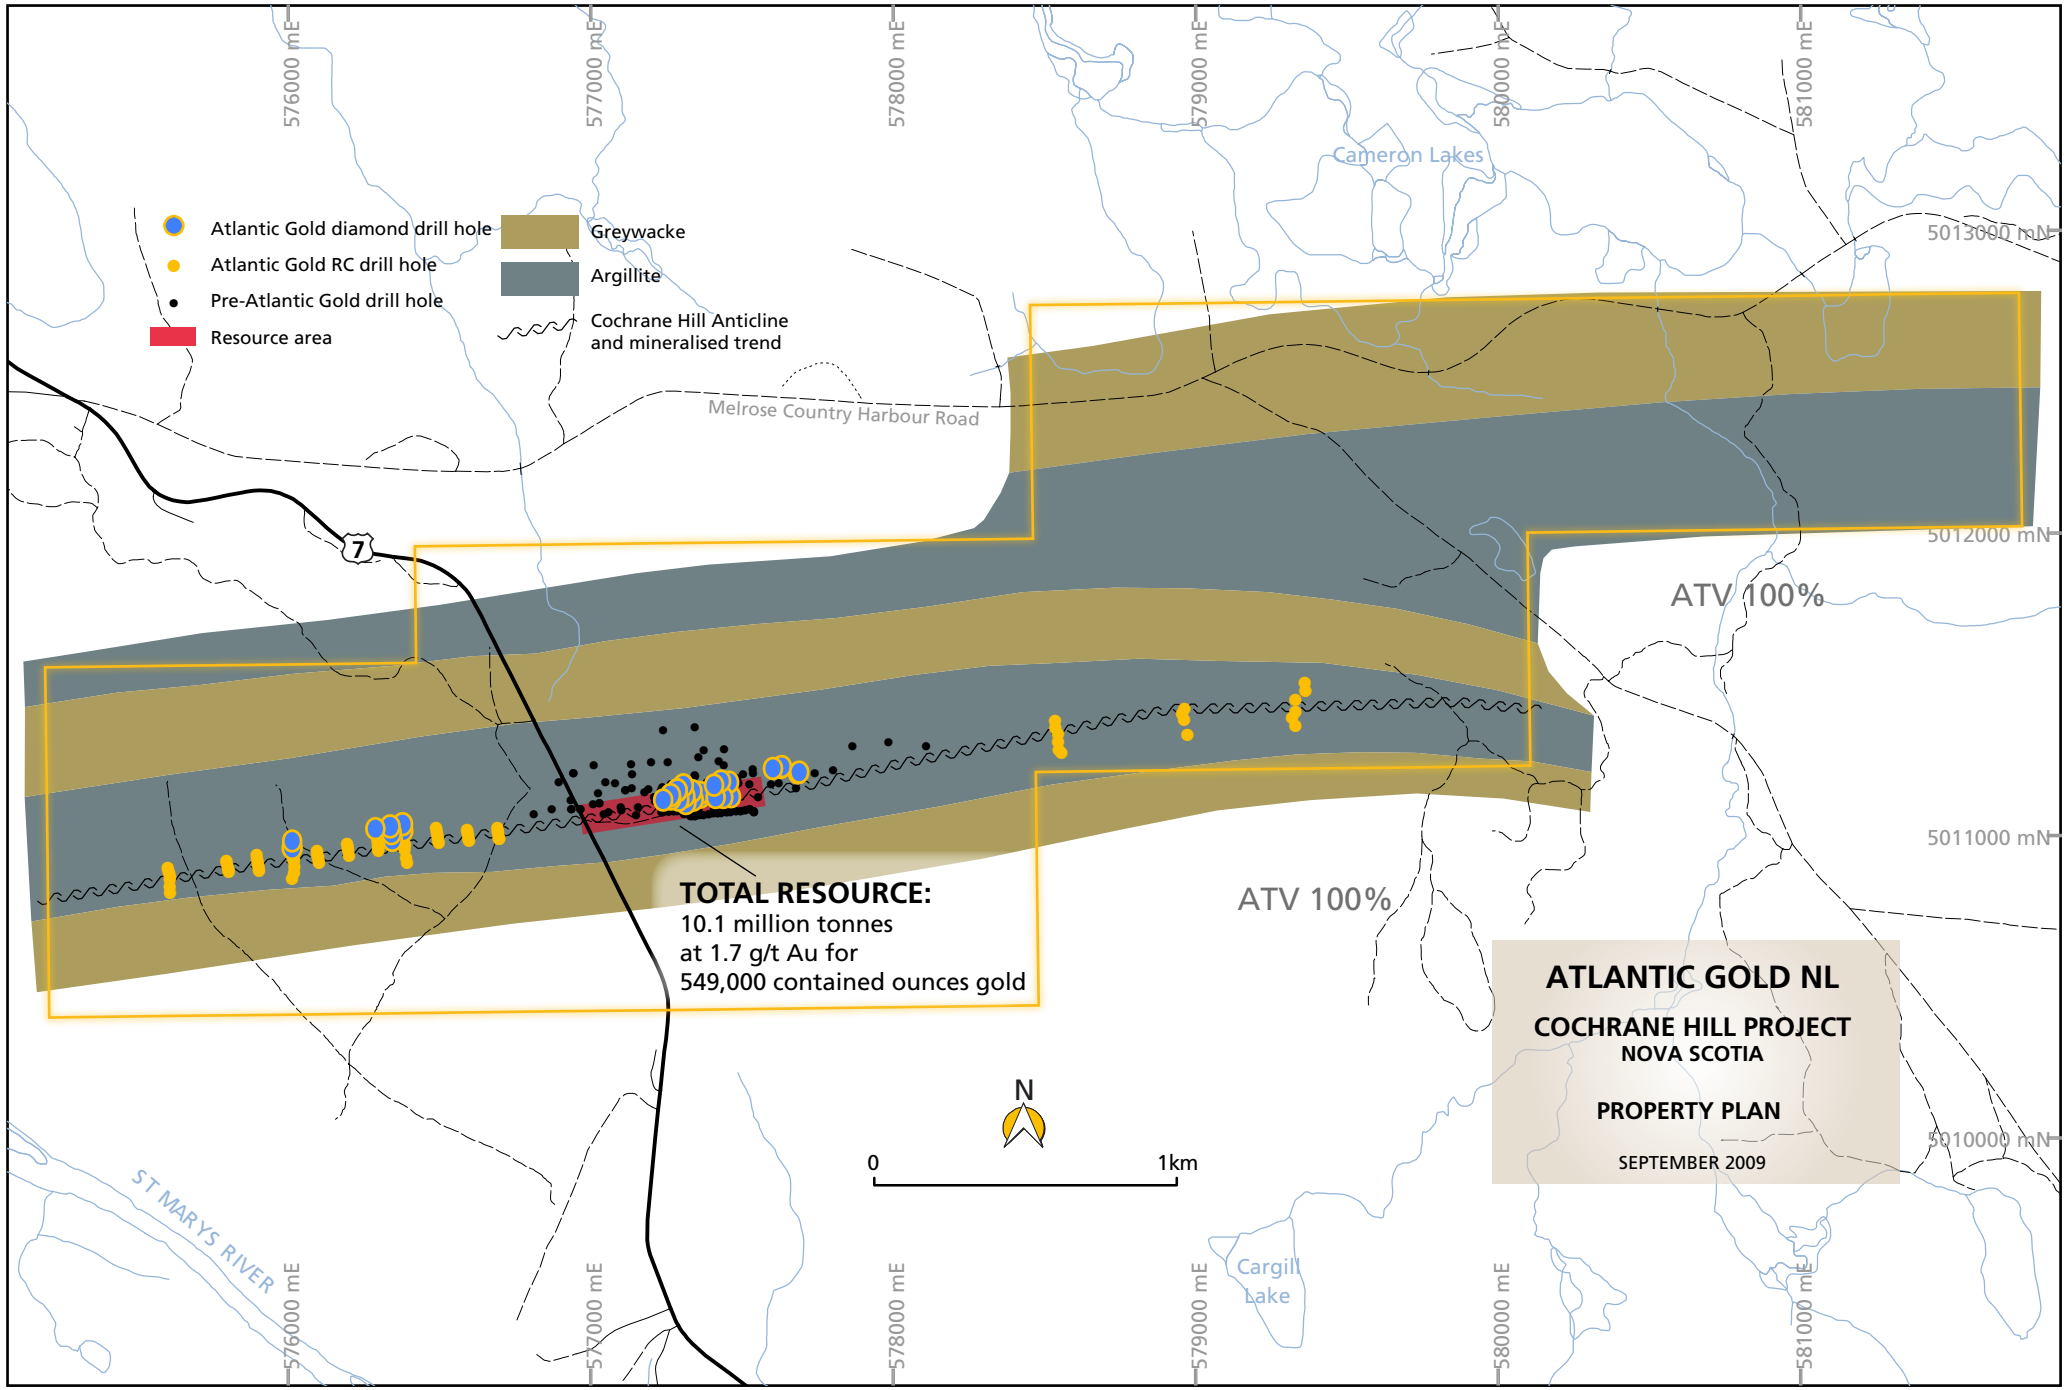 576000 mE
577000 mE
578000 mE
579000 mE
580000 mE
581000 mE
Cameron Lakes
Atlantic Gold diamond drill hole
Atlantic Gold RC drill hole
Pre-Atlantic Gold drill hole
Resource area
Greywacke
Argillite
Cochrane Hill Anticline
and mineralised trend
5013000 mN
Melrose Country Harbour Road
7
5012000 mN
ATV 100%
5011000 mN
TOTAL RESOURCE:
10.1 million tonnes
at 1.7 g/t Au for
549,000 contained ounces gold
ATV 100%
ATLANTIC GOLD NL
COCHRANE HILL PROJECT
NOVA SCOTIA
PROPERTY PLAN
SEPTEMBER 2009
5010000 mN
N
0 1km
ST MARYS RIVER
Cargill
Lake
576000 mE
577000 mE
578000 mE
579000 mE
580000 mE
581000 mE